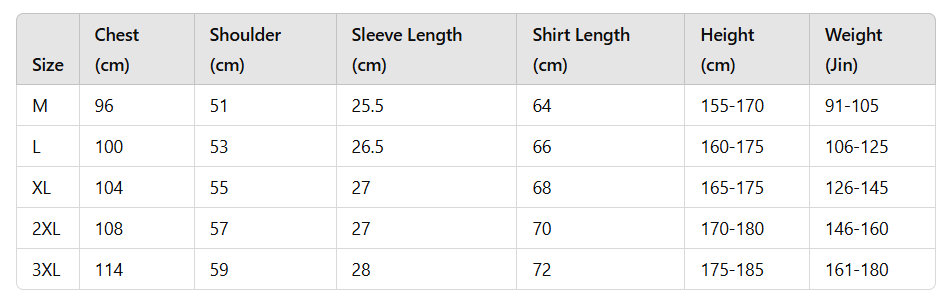 Size Chest (cm) Shoulder (cm) Sleeve Length (cm) Shirt Length (cm) Height (cm) Weight (Jin)
M 96 51 25.5 64 155-170 91-105
L 100 53 26.5 66 160-175 106-125
XL 104 55 27 68 165-175 126-145
2XL 108 57 27 70 170-180 146-160
3XL 114 59 28 72 175-185 161-180